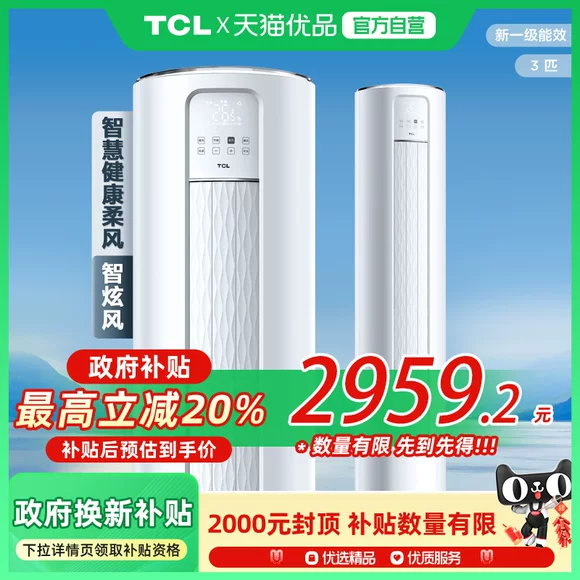 TCL X 天猫优品 官方自营
新一级能效
3 匹
智慧健康柔风
智炫风
TCL
政府补贴
最高立减20%
补贴后预估到手价
2959.2 元
*数量有限 先到先得!!!
政府换新补贴
下拉详情页领取补贴资格
2000元封顶 补贴数量有限
优选精品
优质服务